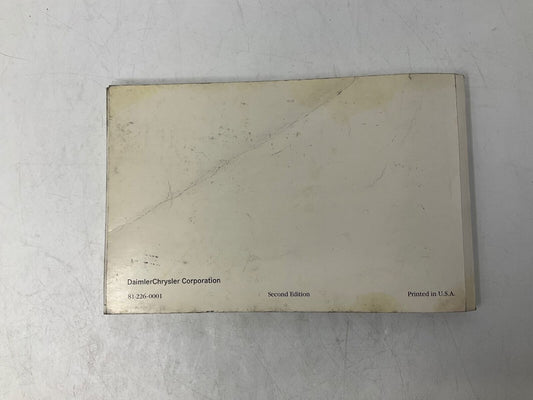 DaimlerChrysler Corporation
81-226-0001 Second Edition Printed in U.S.A.